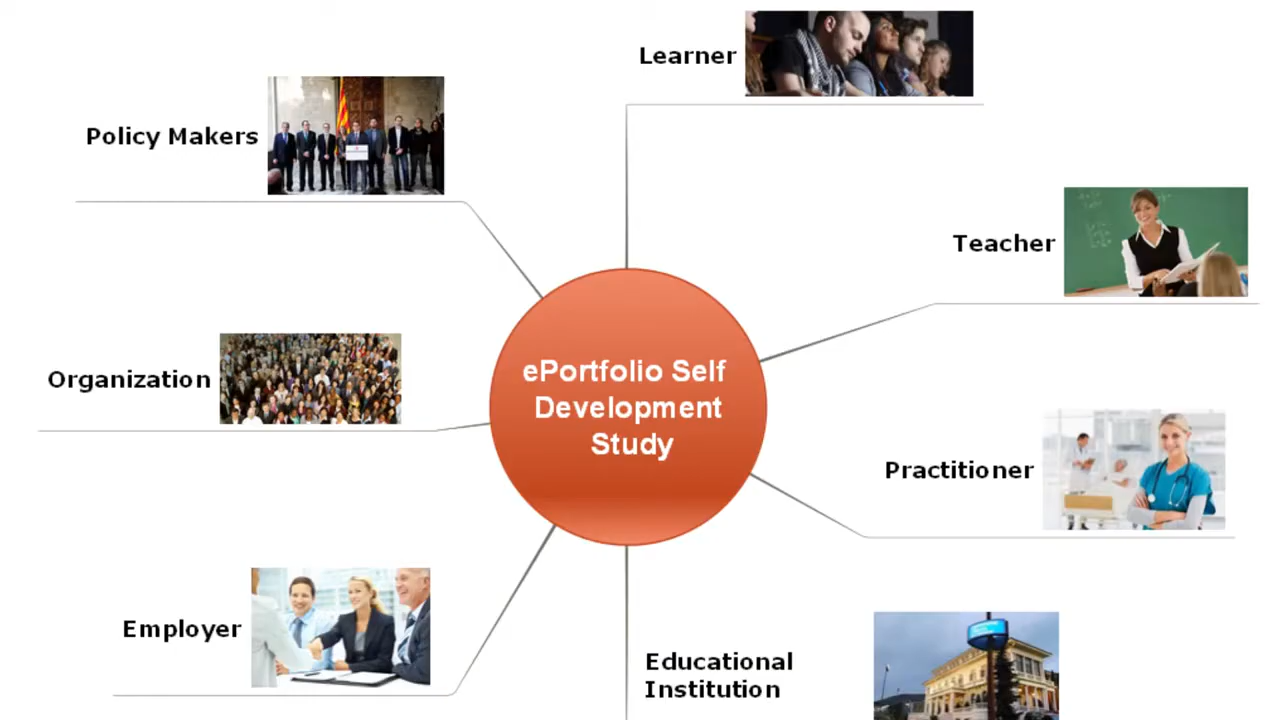 Learner
Policy Makers
Teacher
ePortfolio Self
Development
Study
Organization
Practitioner
Employer
Educational
Institution